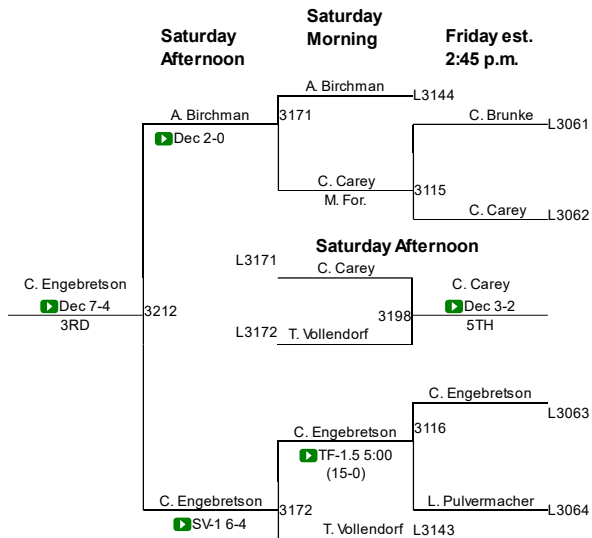 Saturday
Afternoon
Saturday
Morning
Friday est.
2:45 p.m.
A. Birchman
L3144
A. Birchman
3171
C. Brunke
L3061
Dec 2-0
C. Carey
M. For.
3115
C. Carey
L3062
Saturday Afternoon
L3171
C. Carey
C. Engebretson
Dec 7-4
3RD
3212
C. Carey
Dec 3-2
5TH
3198
L3172
T. Vollendorf
C. Engebretson
L3063
C. Engebretson
3116
TF-1.5 5:00
(15-0)
C. Engebretson
3172
L. Pulvermacher
L3064
SV-1 6-4
T. Vollendorf
L3143